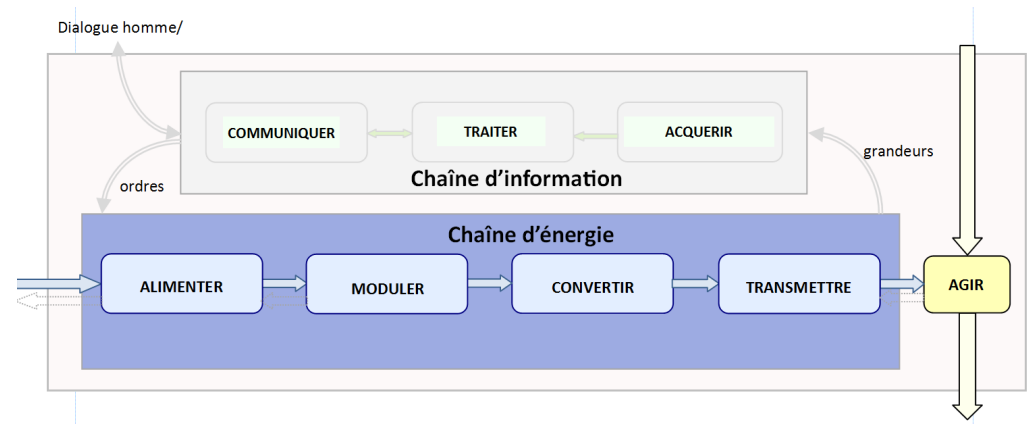 Dialogue homme/
COMMUNIQUER
TRAITER
ACQUERIR
Chaîne d’information
grandeurs
ordres
Chaîne d’énergie
ALIMENTER
MODULER
CONVERTIR
TRANSMETTRE
AGIR